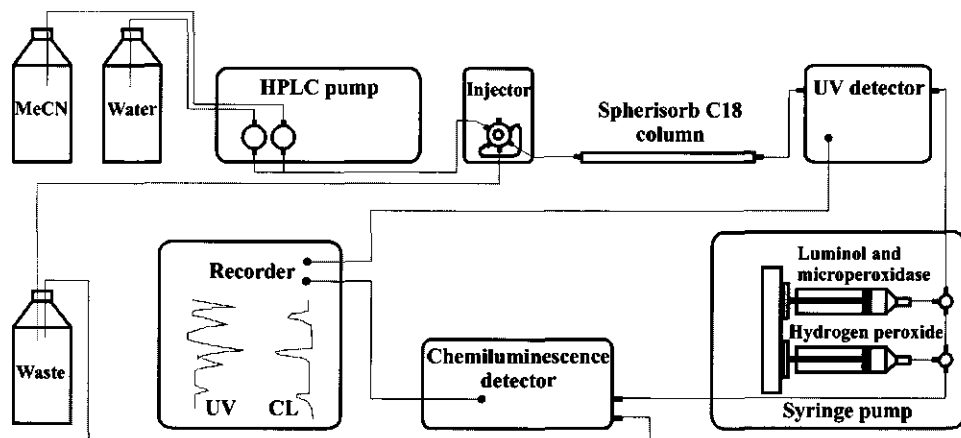 MeCN
Water
HPLC pump
Injector
Spherisorb C18
column
UV detector
Recorder
UV
CL
Waste
Chemiluminescence
detector
Luminol and
microperoxidase
Hydrogen peroxide
Syringe pump